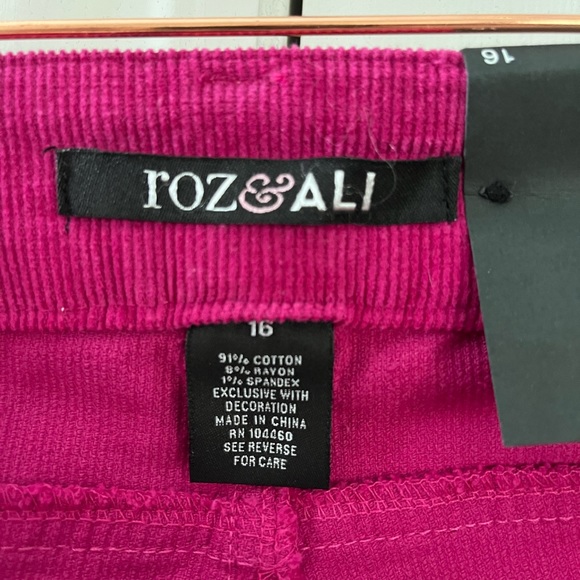 16
roz&ALI
16
91% COTTON
8% RAYON
1% SPANDEX
EXCLUSIVE WITH
DECORATION
MADE IN CHINA
RN 104460
SEE REVERSE
FOR CARE